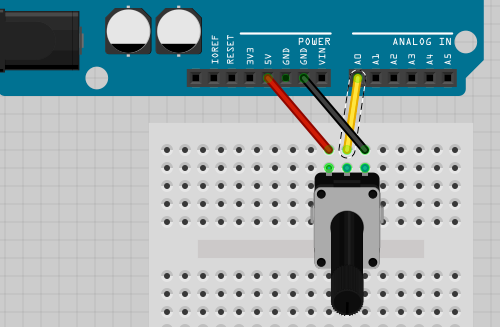 POWER
ANALOG IN
IOREF
RESET
3V3
5V
GND
GND
VIN
A0
A1
A2
A3
A4
A5